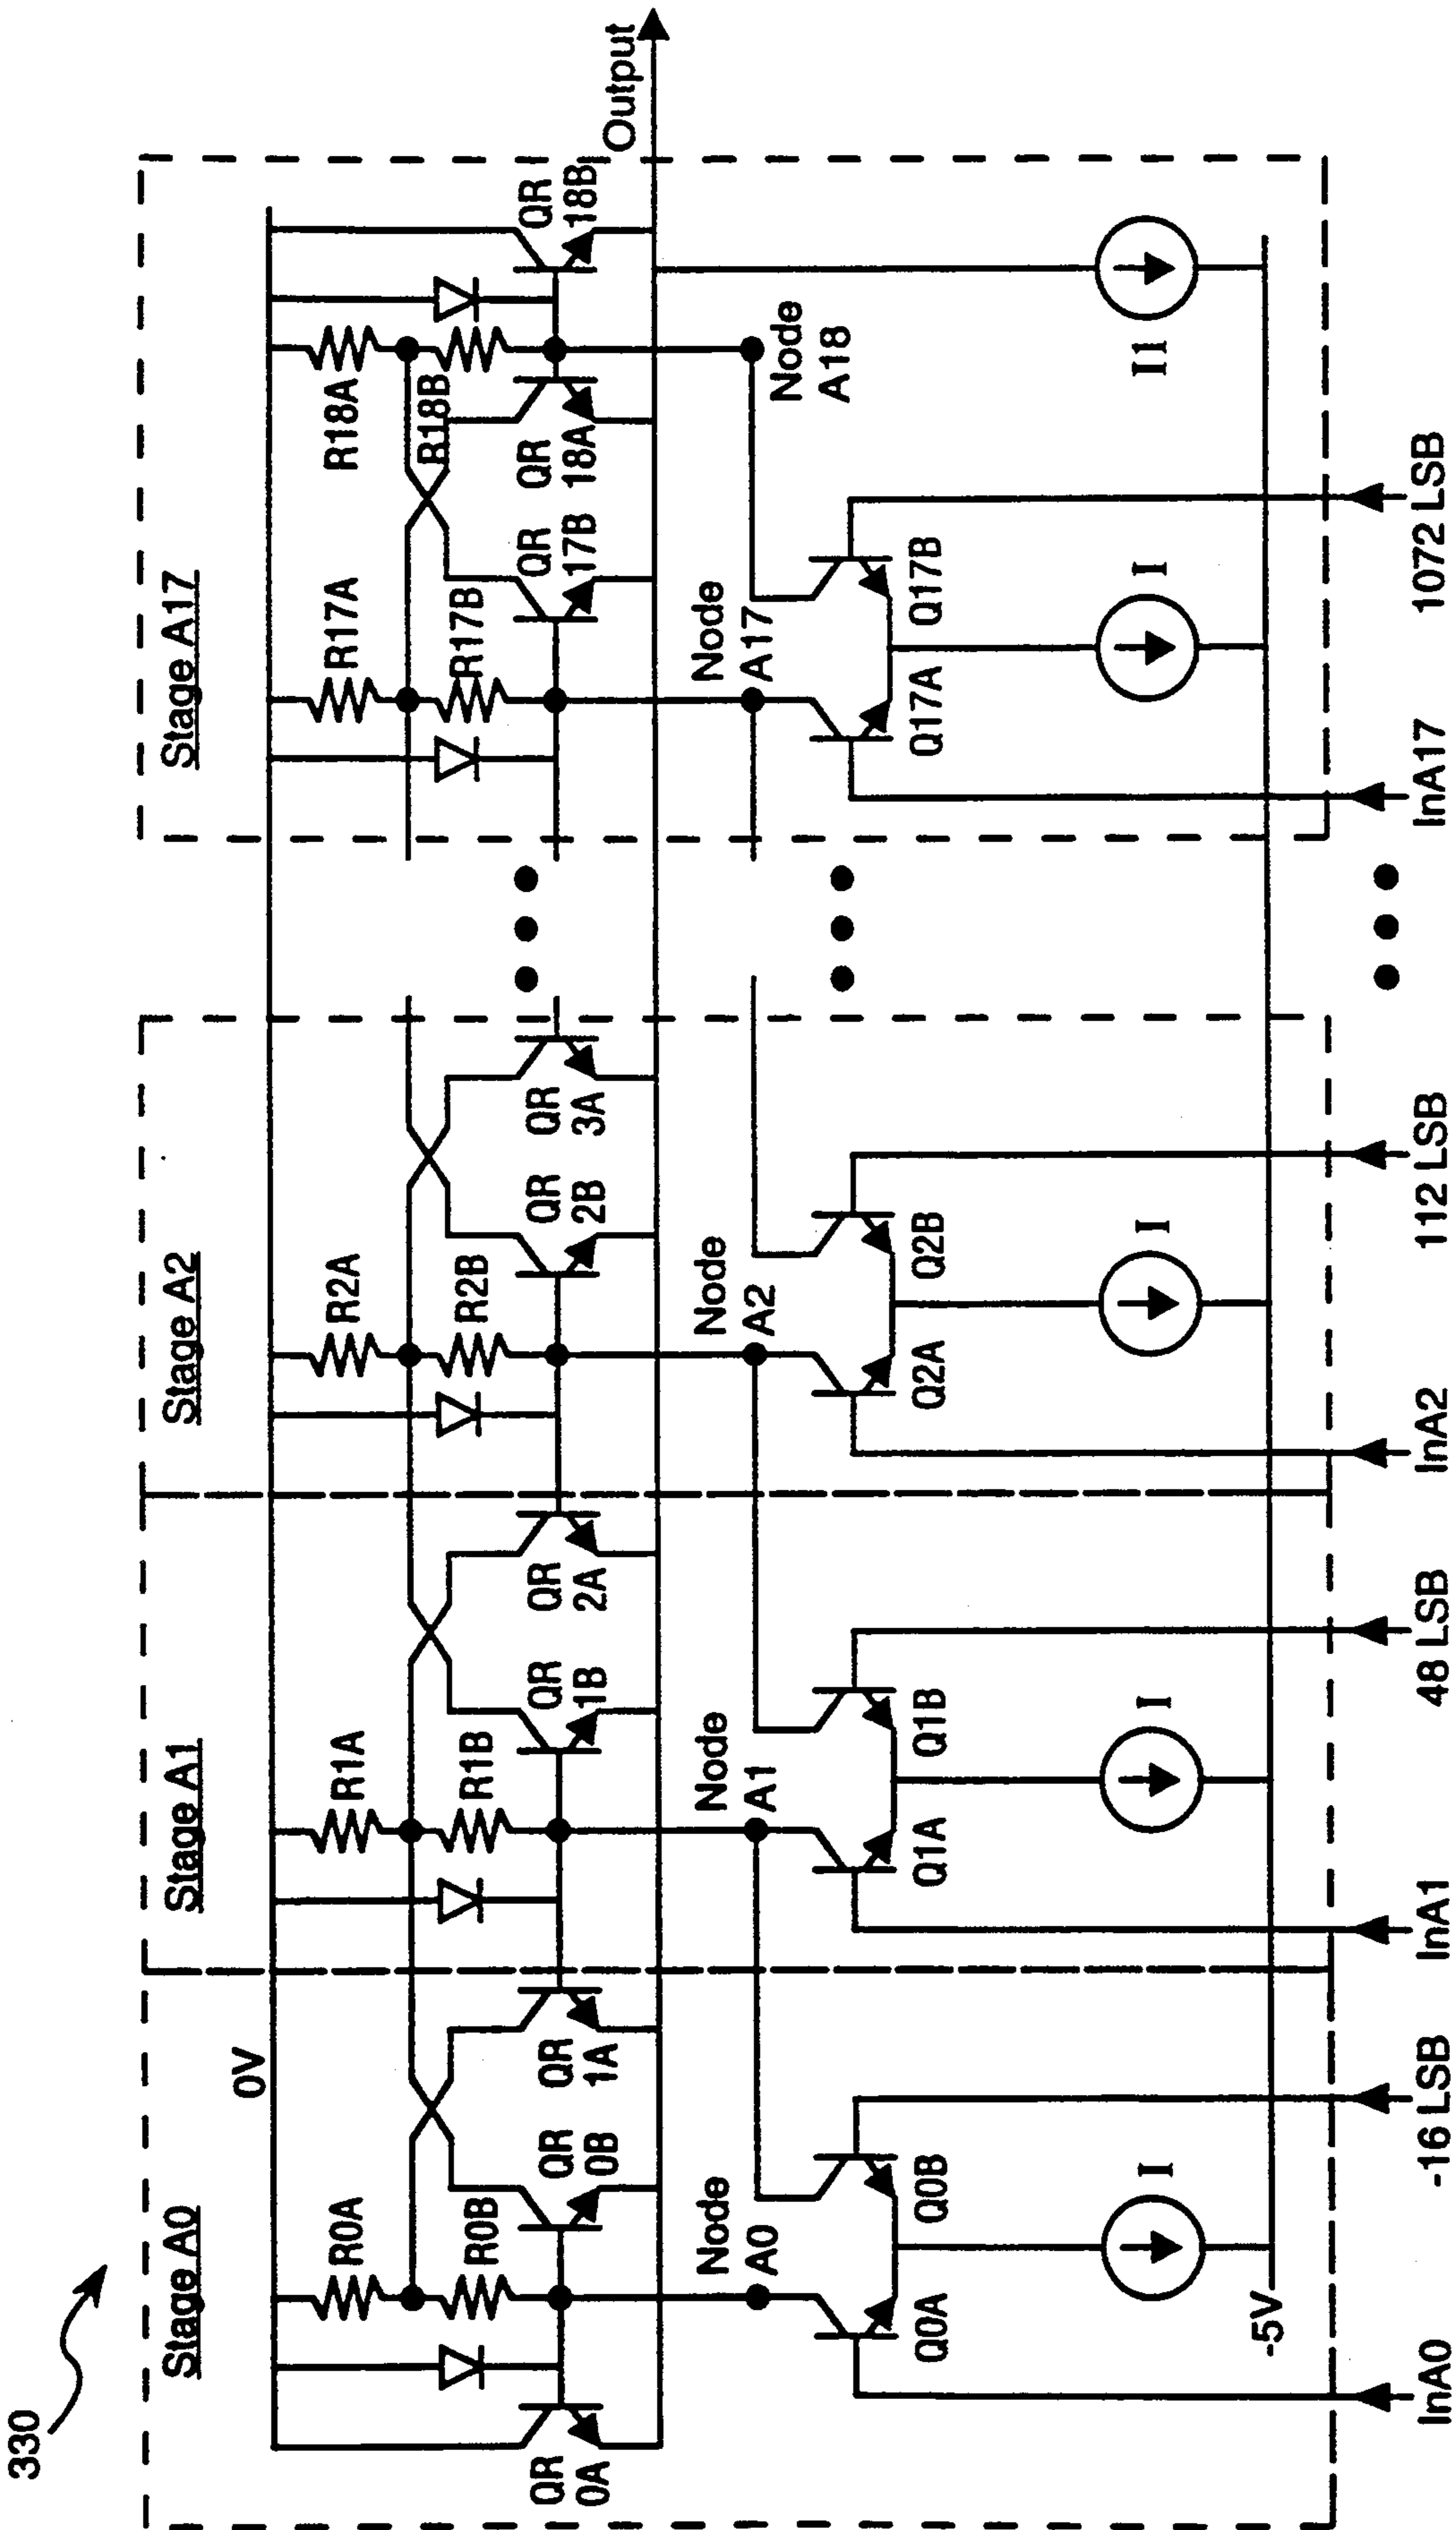 330
Stage A0
Stage A1
Stage A2
Stage A17
0V
R0A
R1A
R2A
R17A
R18A
R0B
R1B
R2B
R17B
R18B
QR
0A
QR
0B
QR
1A
QR
1B
QR
2A
QR
2B
QR
3A
QR
17B
QR
18A
QR
18B
Output
Node
A0
Node
A1
Node
A2
Node
A17
Node
A18
Q0A
Q0B
Q1A
Q1B
Q2A
Q2B
Q17A
Q17B
I
I
I
I
I1
-5V
InA0
-16 LSB
InA1
48 LSB
InA2
112 LSB
InA17
1072 LSB